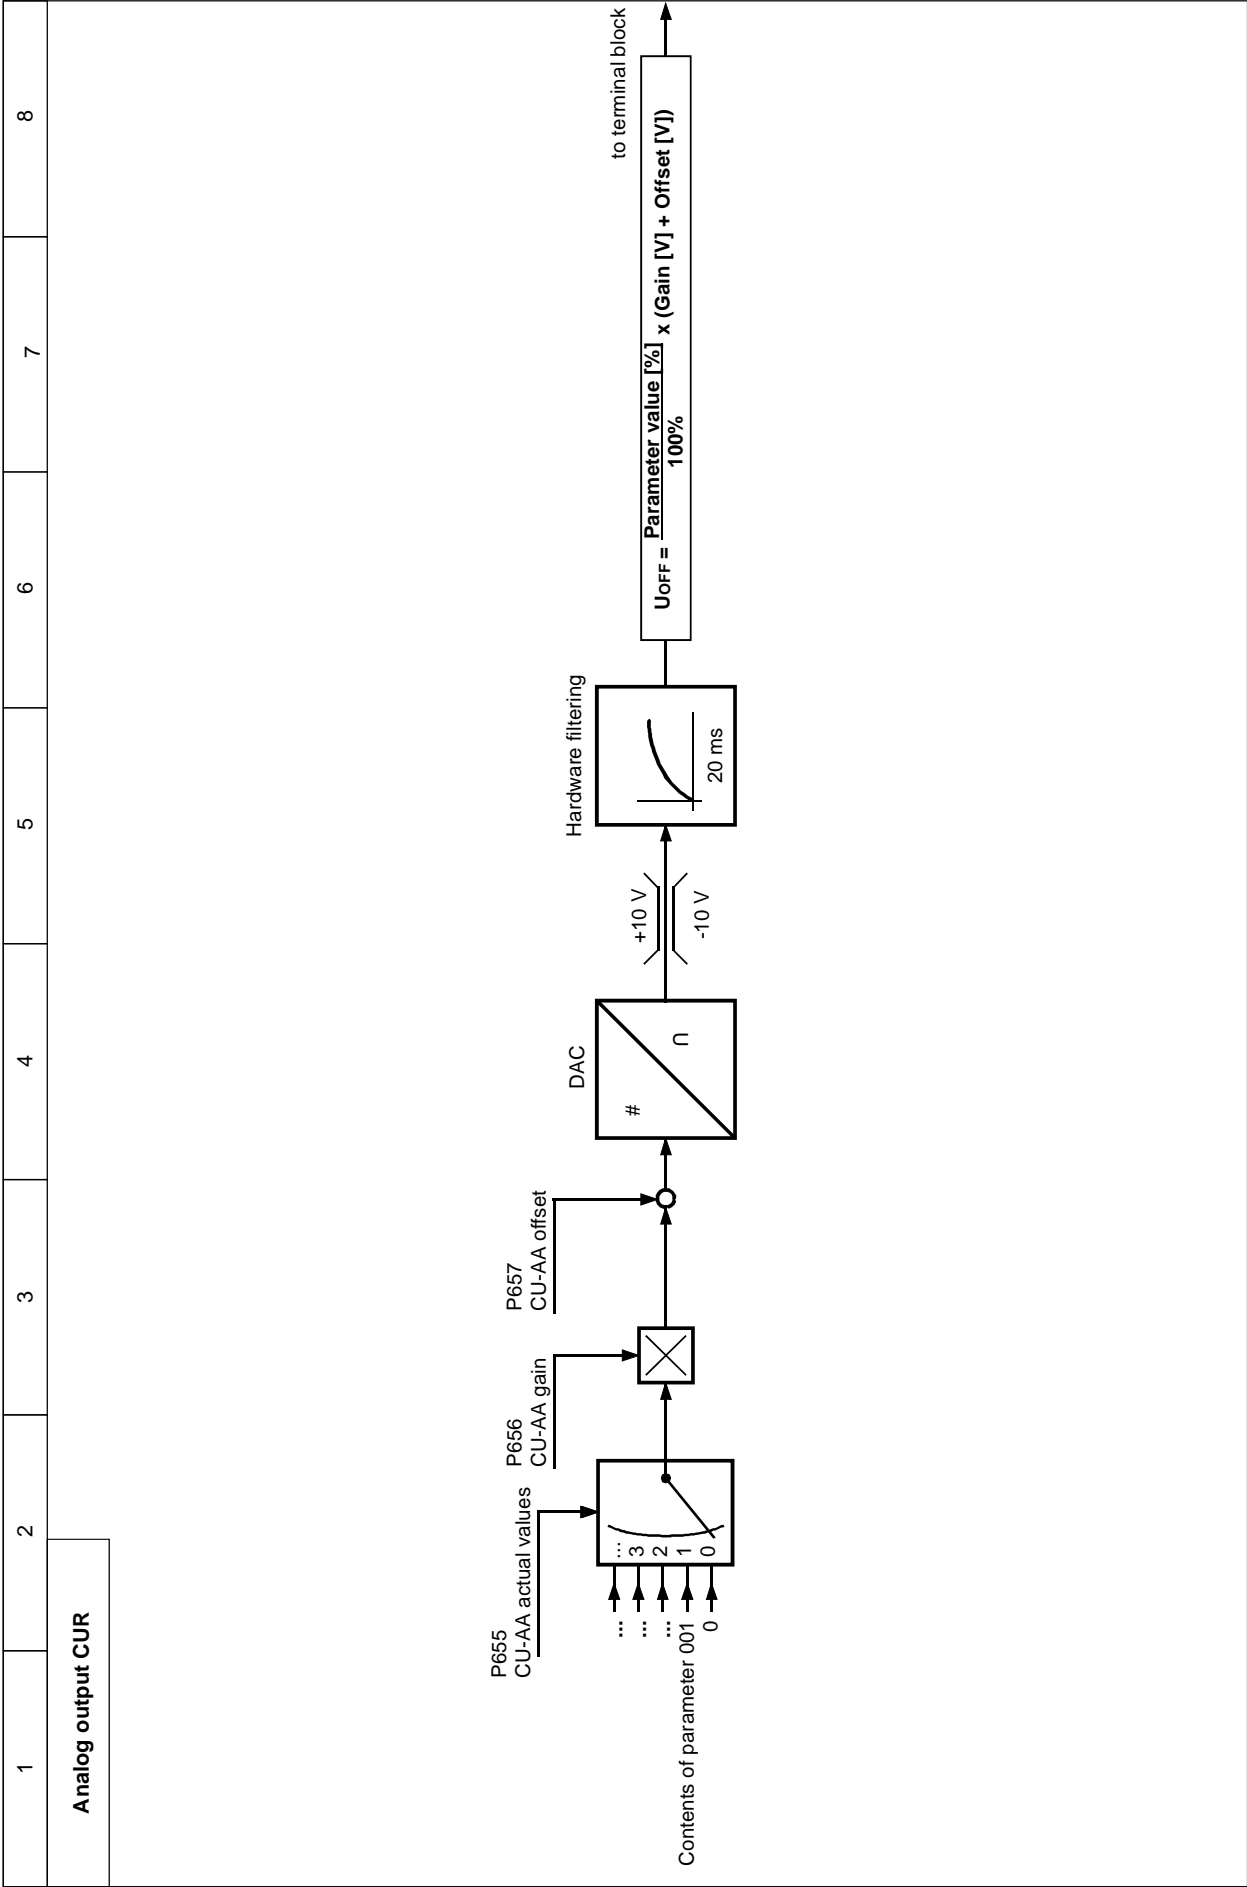 1
2
3
4
5
6
7
8
Analog output CUR
P655
CU-AA actual values
P656
CU-AA gain
P657
CU-AA offset
DAC
#
∩
+10 V
-10 V
Hardware filtering
20 ms
to terminal block
UOFF = Parameter value [%] x (Gain [V] + Offset [V])
100%
... ...
... 3
... 2
Contents of parameter 001 1
0 0